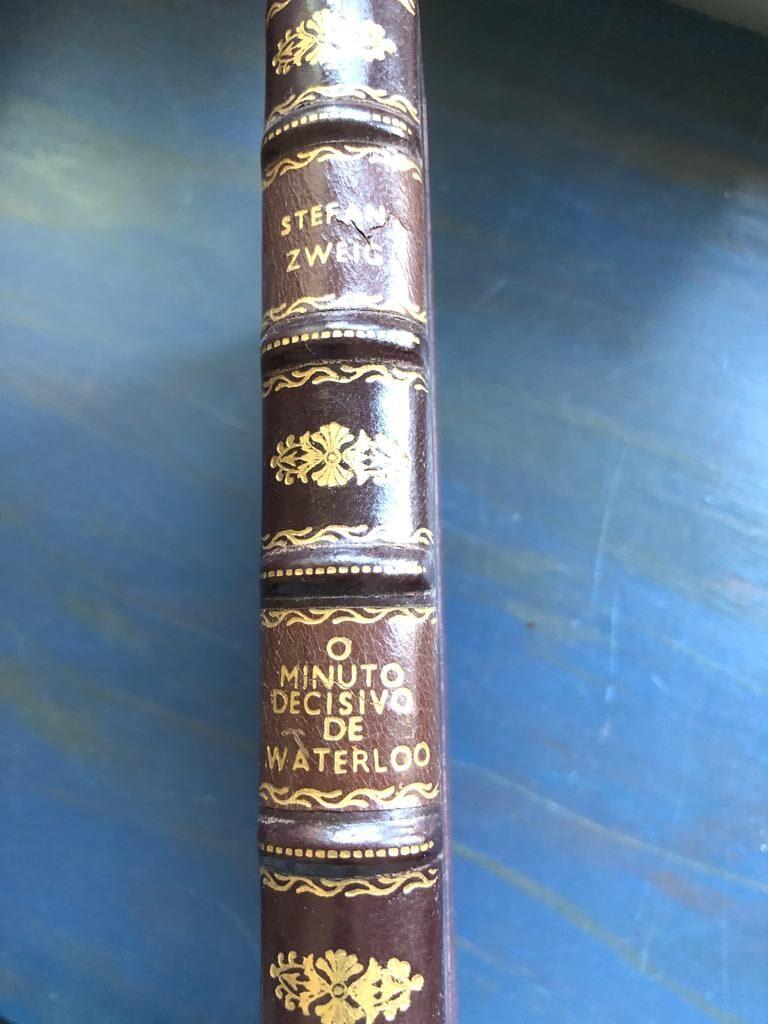 STEFAN
ZWEIG
O
MINUTO
DECISIVO
DE
WATERLOO